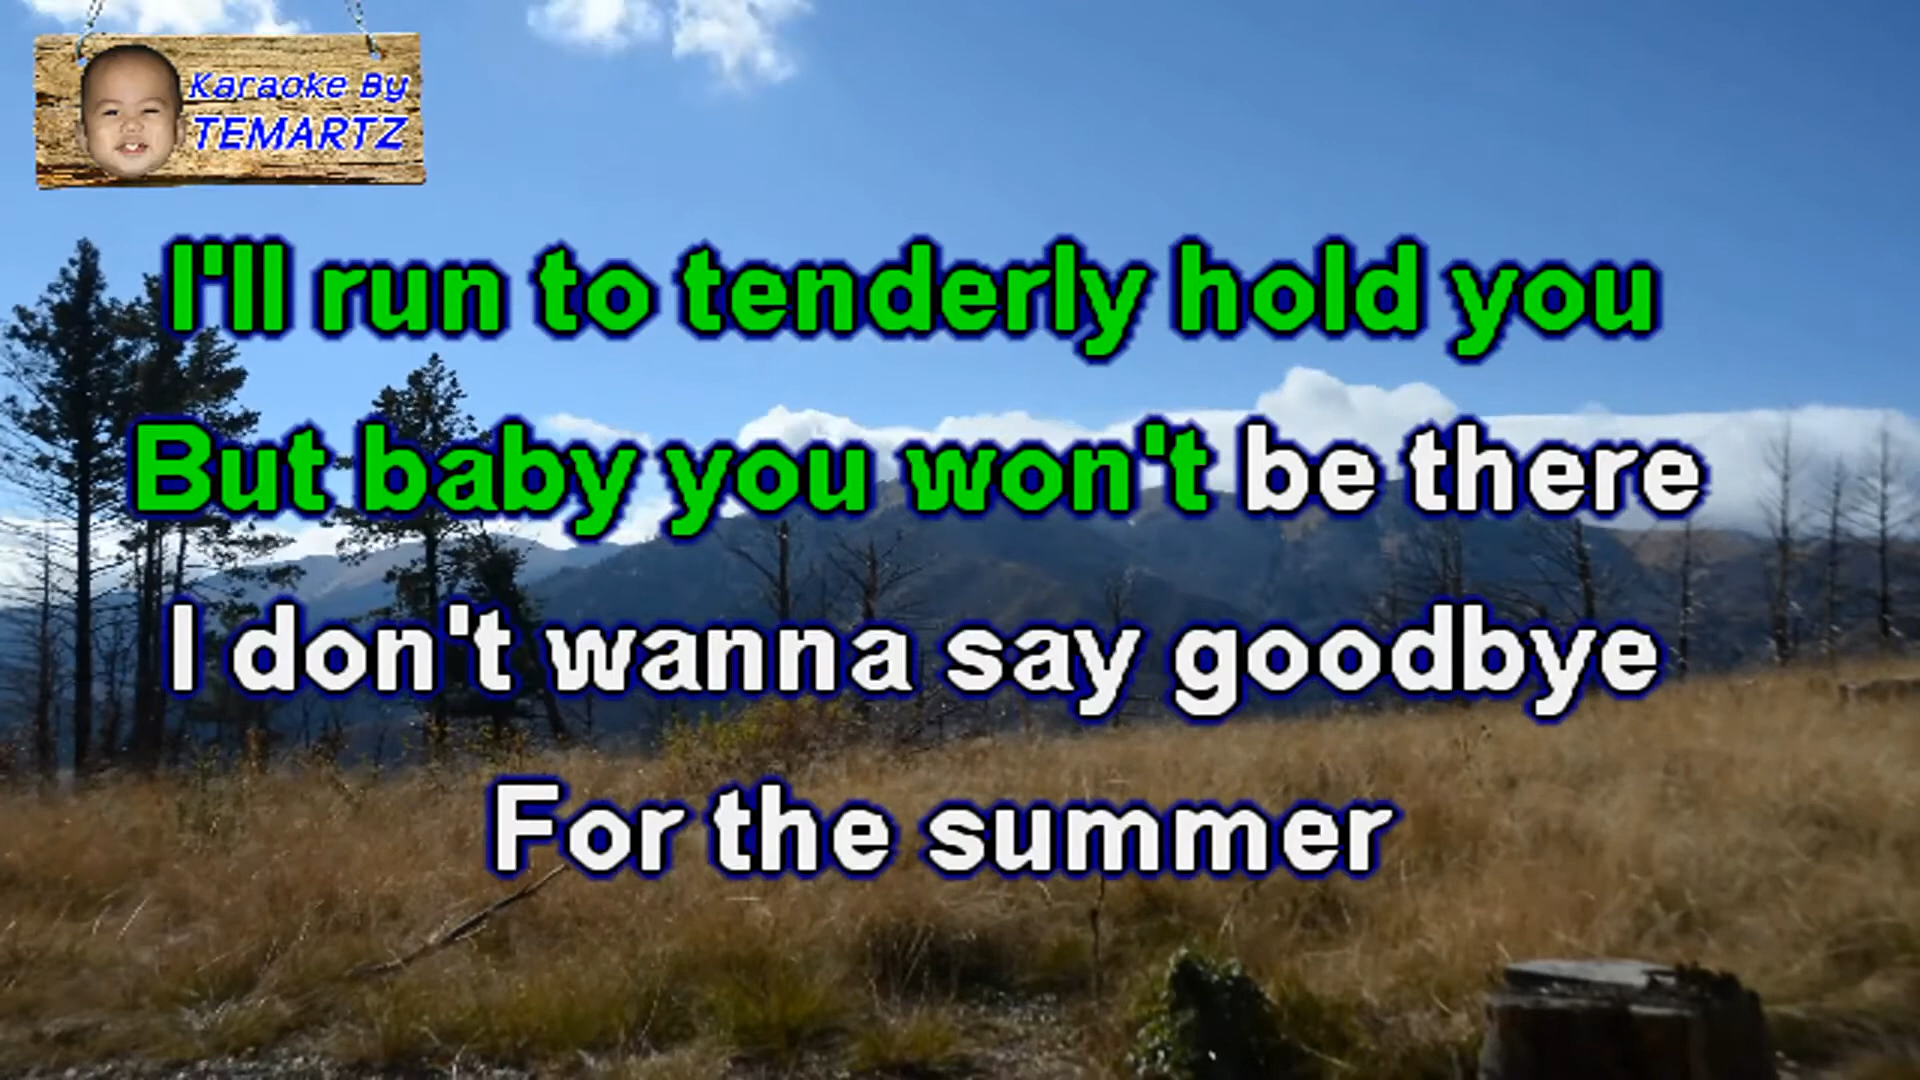 Karaoke By
TEMARTZ
I'll run to tenderly hold you
But baby you won't be there
I don't wanna say goodbye
For the summer